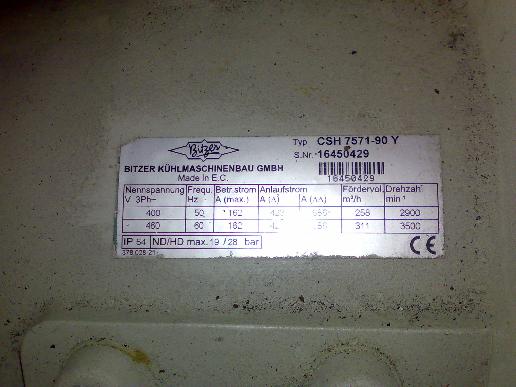 Bitzer
Typ CSH 7571-90 Y
S.Nr. 16450429
16450429
BITZER KÜHLMASCHINENBAU GMBH
Made in E.C.
Nennspannung Frequ. Betr.strom Anlaufstrom Fördervol. Drehzahl
V 3Ph~ Hz A (max.) A (Δ) A (ΔΔ) m³/h min⁻¹
400 50 162 258 2900
460 60 162 311 3500
IP 54 ND/HD max. 19 / 28 bar
CE